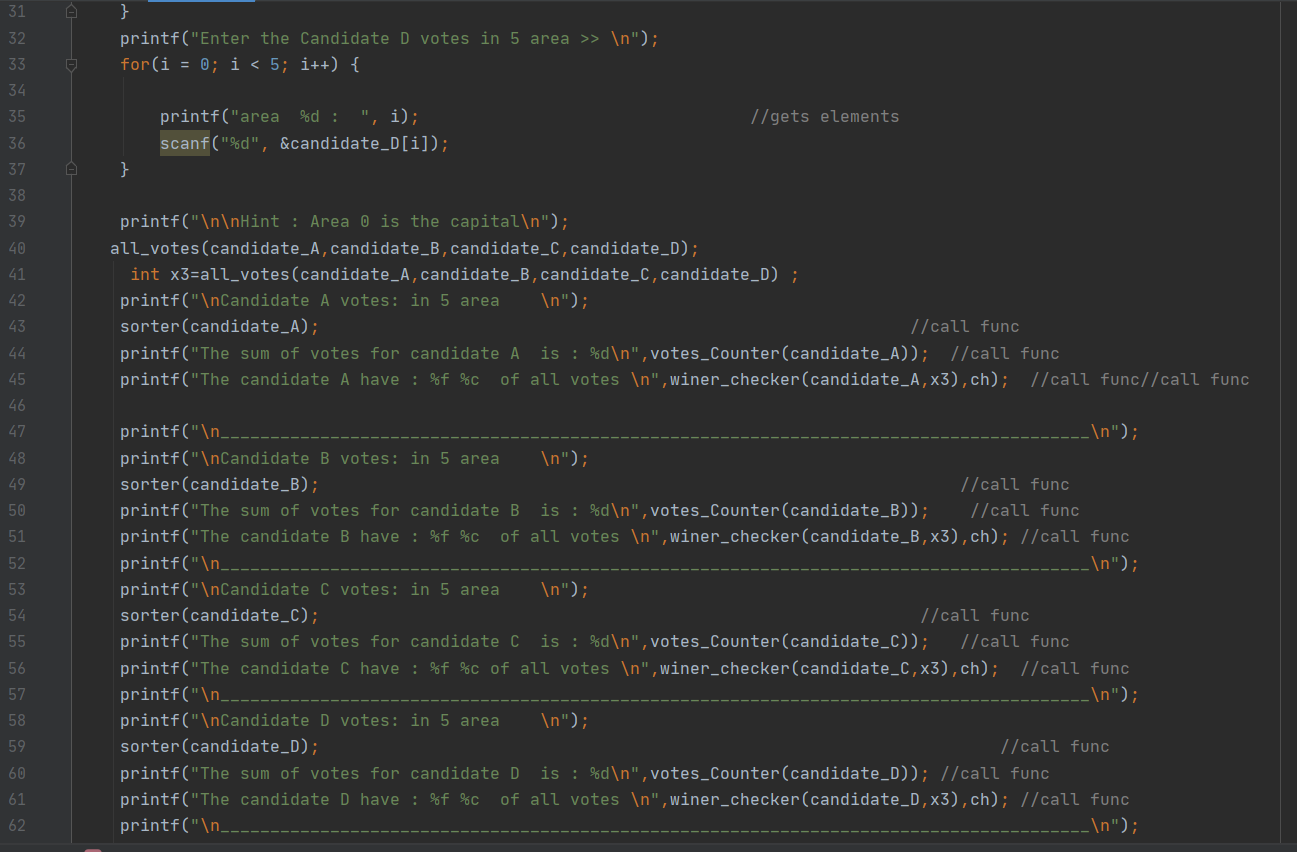 31 }
32 printf("Enter the Candidate D votes in 5 area >> \n");
33 for(i = 0; i < 5; i++) {
34
35 printf("area  %d :  ", i); //gets elements
36 scanf("%d", &candidate_D[i]);
37 }
38
39 printf("\n\nHint : Area 0 is the capital\n");
40 all_votes(candidate_A,candidate_B,candidate_C,candidate_D);
41 int x3=all_votes(candidate_A,candidate_B,candidate_C,candidate_D) ;
42 printf("\nCandidate A votes: in 5 area    \n");
43 sorter(candidate_A); //call func
44 printf("The sum of votes for candidate A  is : %d\n",votes_Counter(candidate_A));  //call func
45 printf("The candidate A have : %f %c  of all votes \n",winer_checker(candidate_A,x3),ch);  //call func//call func
46
47 printf("\n_______________________________________________________________________________________\n");
48 printf("\nCandidate B votes: in 5 area    \n");
49 sorter(candidate_B); //call func
50 printf("The sum of votes for candidate B  is : %d\n",votes_Counter(candidate_B));    //call func
51 printf("The candidate B have : %f %c  of all votes \n",winer_checker(candidate_B,x3),ch); //call func
52 printf("\n_______________________________________________________________________________________\n");
53 printf("\nCandidate C votes: in 5 area    \n");
54 sorter(candidate_C); //call func
55 printf("The sum of votes for candidate C  is : %d\n",votes_Counter(candidate_C));   //call func
56 printf("The candidate C have : %f %c of all votes \n",winer_checker(candidate_C,x3),ch);  //call func
57 printf("\n_______________________________________________________________________________________\n");
58 printf("\nCandidate D votes: in 5 area    \n");
59 sorter(candidate_D); //call func
60 printf("The sum of votes for candidate D  is : %d\n",votes_Counter(candidate_D)); //call func
61 printf("The candidate D have : %f %c  of all votes \n",winer_checker(candidate_D,x3),ch); //call func
62 printf("\n_______________________________________________________________________________________\n");